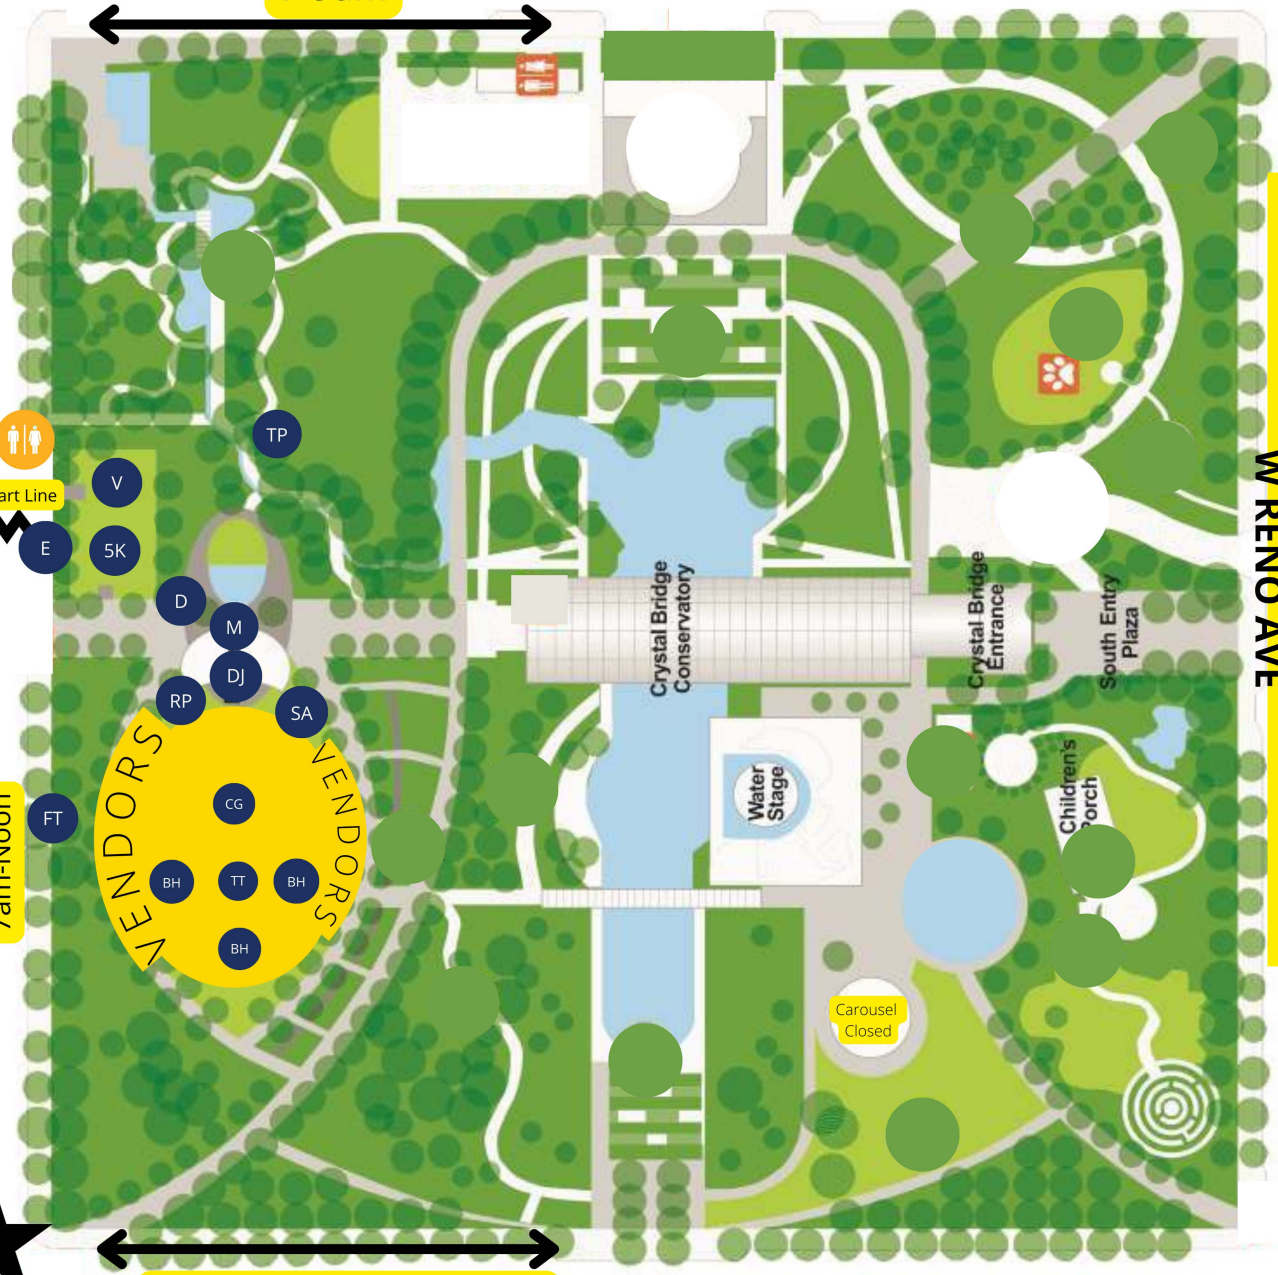 TP
V
art Line
E
5K
D
M
DJ
RP
SA
VENDORS
VENDORS
CG
FT
7am-Noon
BH
TT
BH
BH
Crystal Bridge
Conservatory
Crystal Bridge
Entrance
South Entry
Plaza
W RENO AVE
Water
Stage
Children's
Porch
Carousel
Closed